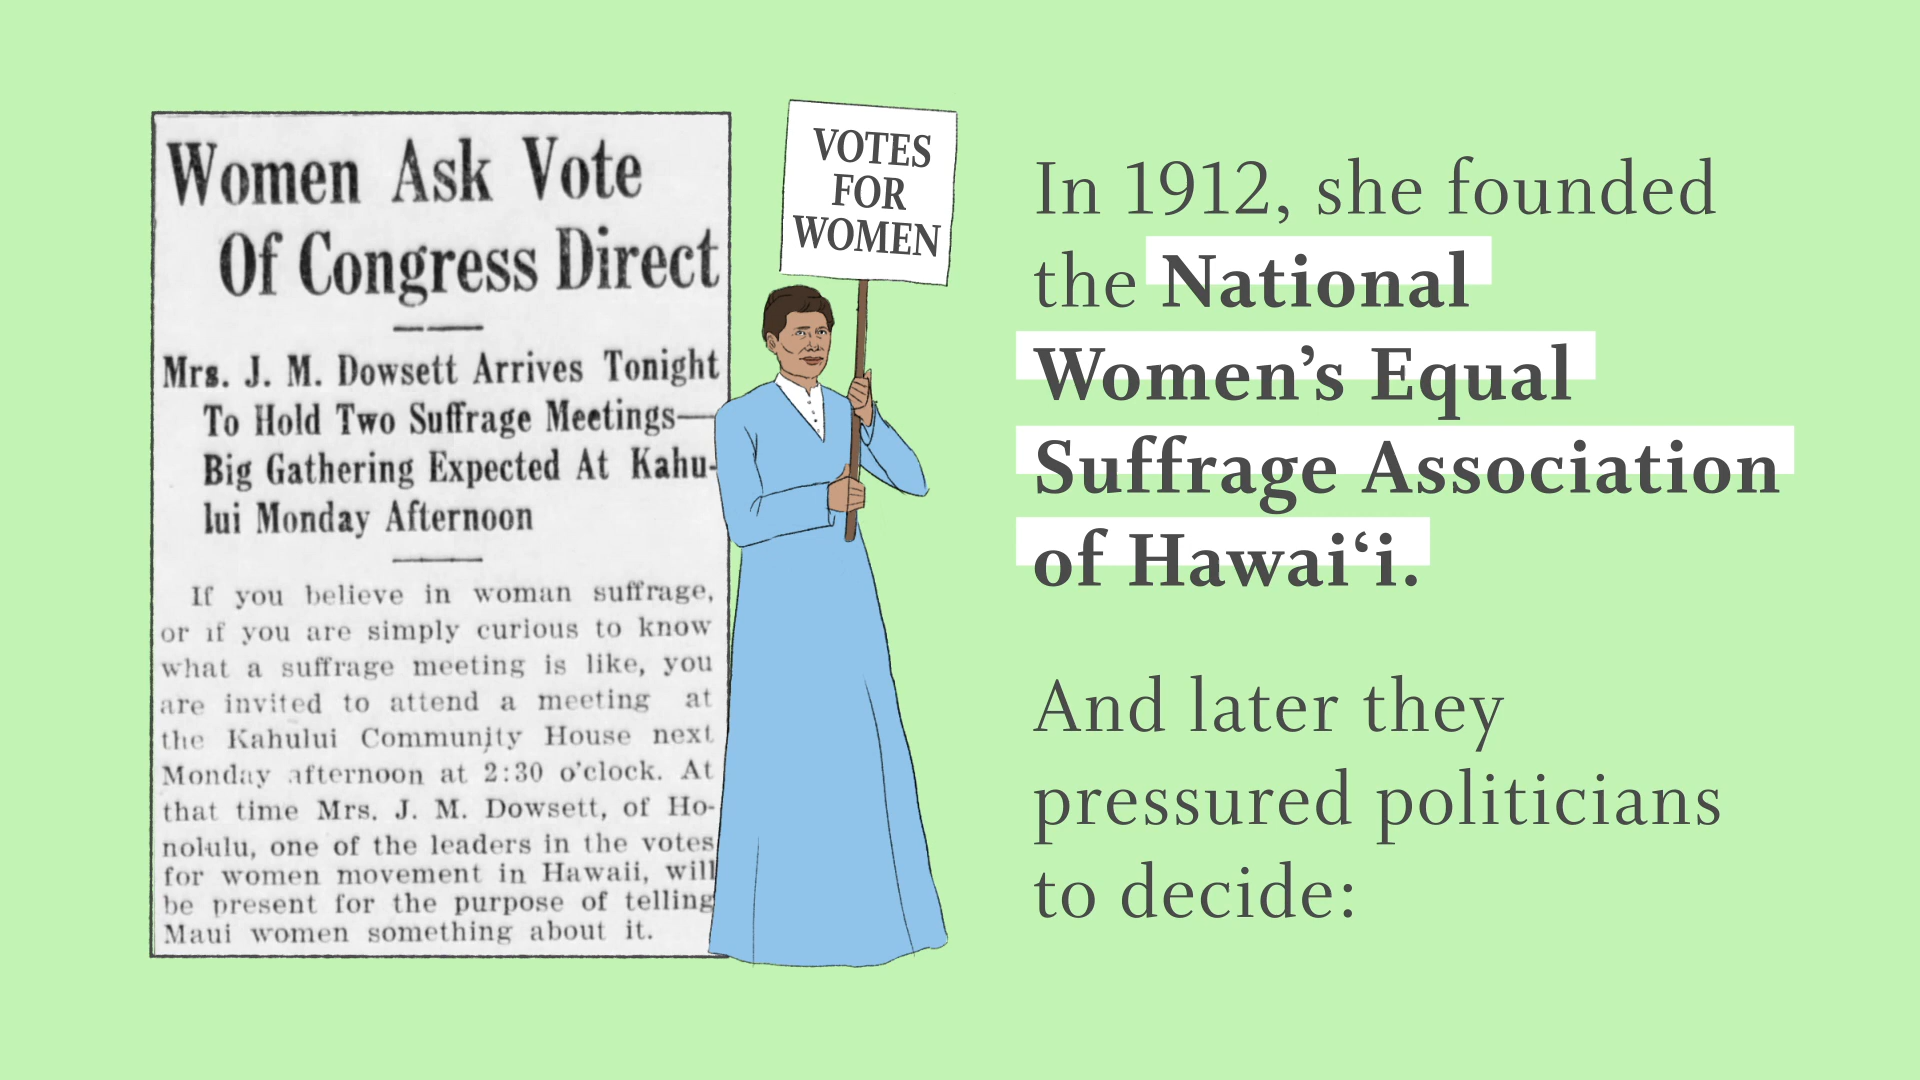 Women Ask Vote
Of Congress Direct
Mrs. J. M. Dowsett Arrives Tonight
To Hold Two Suffrage Meetings—
Big Gathering Expected At Kahu-
lui Monday Afternoon
If you believe in woman suffrage,
or if you are simply curious to know
what a suffrage meeting is like, you
are invited to attend a meeting at
the Kahului Community House next
Monday afternoon at 2:30 o'clock. At
that time Mrs. J. M. Dowsett, of Ho-
nolulu, one of the leaders in the votes
for women movement in Hawaii, will
be present for the purpose of telling
Maui women something about it.
VOTES
FOR
WOMEN
In 1912, she founded
the National
Women’s Equal
Suffrage Association
of Hawai‘i.
And later they
pressured politicians
to decide: